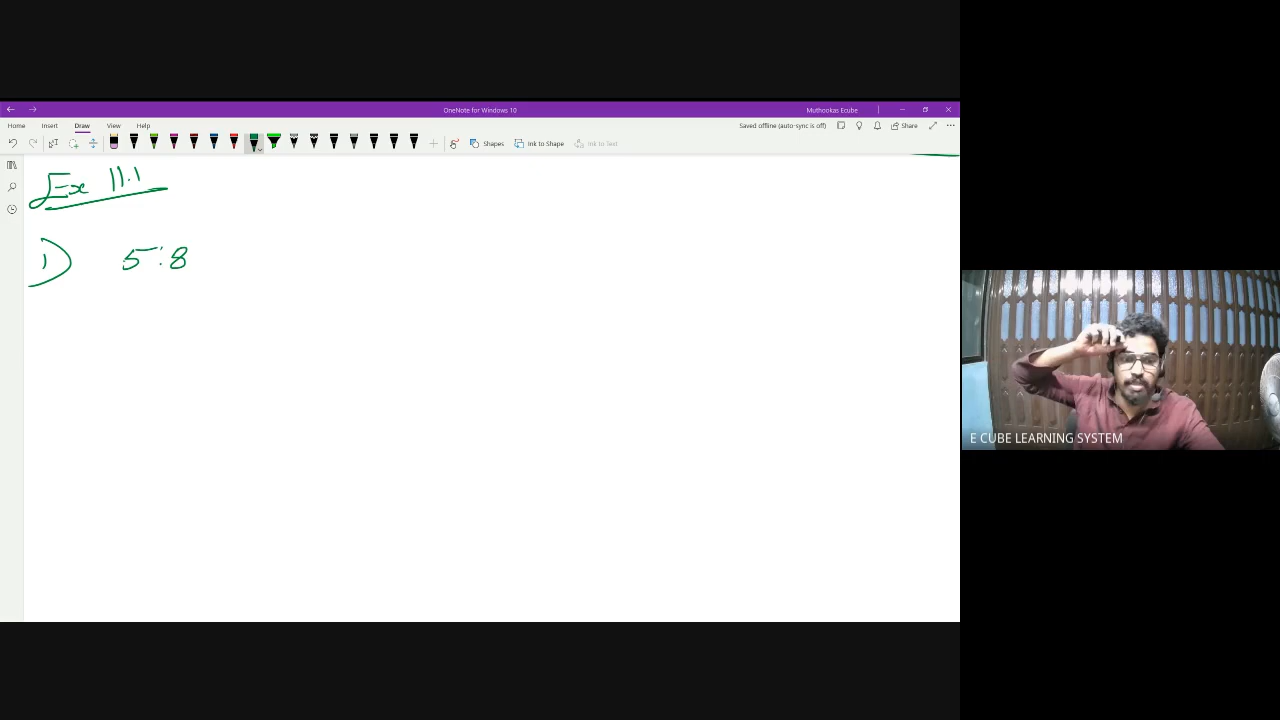 OneNote for Windows 10
Muthookas Ecube
Home Insert Draw View Help
Saved offline (auto-sync is off)
Share
Shapes
Ink to Shape
Ink to Text
Ex 11.1
1) 5:8
E CUBE LEARNING SYSTEM